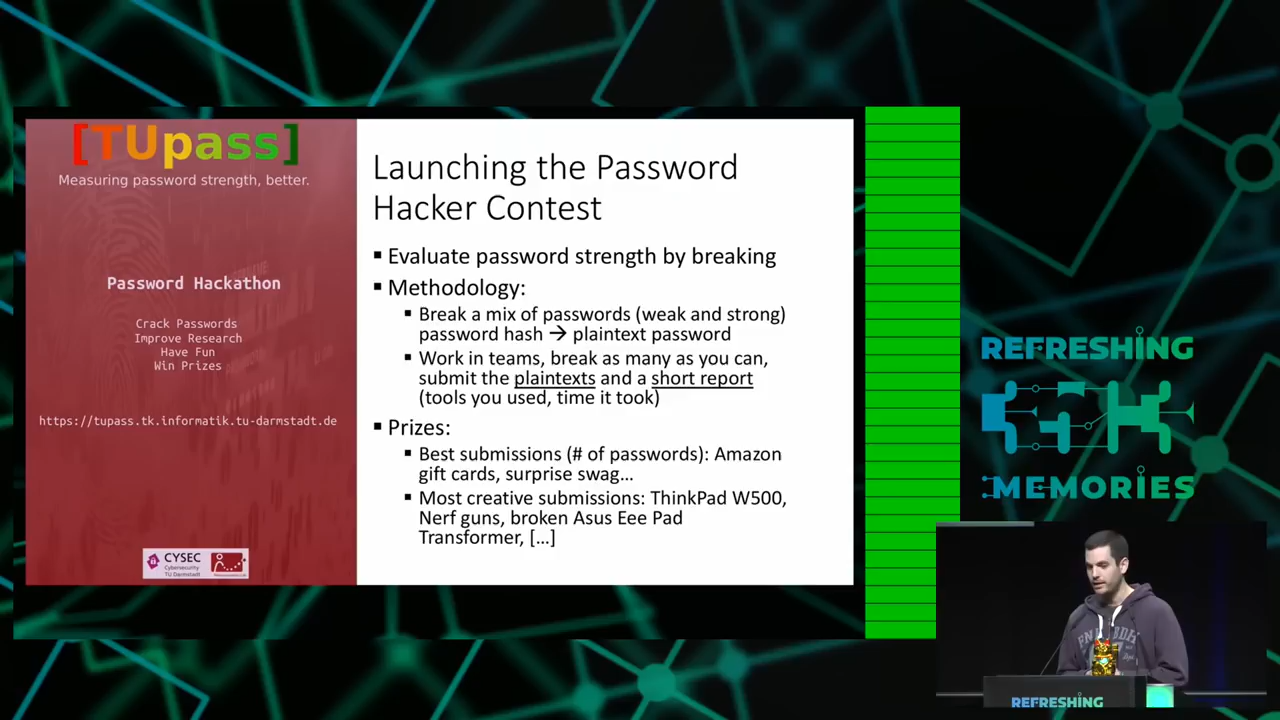 [TUpass]
Measuring password strength, better.
Password Hackathon
Crack Passwords
Improve Research
Have Fun
Win Prizes
https://tupass.tk.informatik.tu-darmstadt.de
CYSEC
Cybersecurity
TU Darmstadt
Launching the Password
Hacker Contest
▪ Evaluate password strength by breaking
▪ Methodology:
▪ Break a mix of passwords (weak and strong)
password hash → plaintext password
▪ Work in teams, break as many as you can,
submit the plaintexts and a short report
(tools you used, time it took)
▪ Prizes:
▪ Best submissions (# of passwords): Amazon
gift cards, surprise swag…
▪ Most creative submissions: ThinkPad W500,
Nerf guns, broken Asus Eee Pad
Transformer, […]
REFRESHING
MEMORIES
REFRESHING